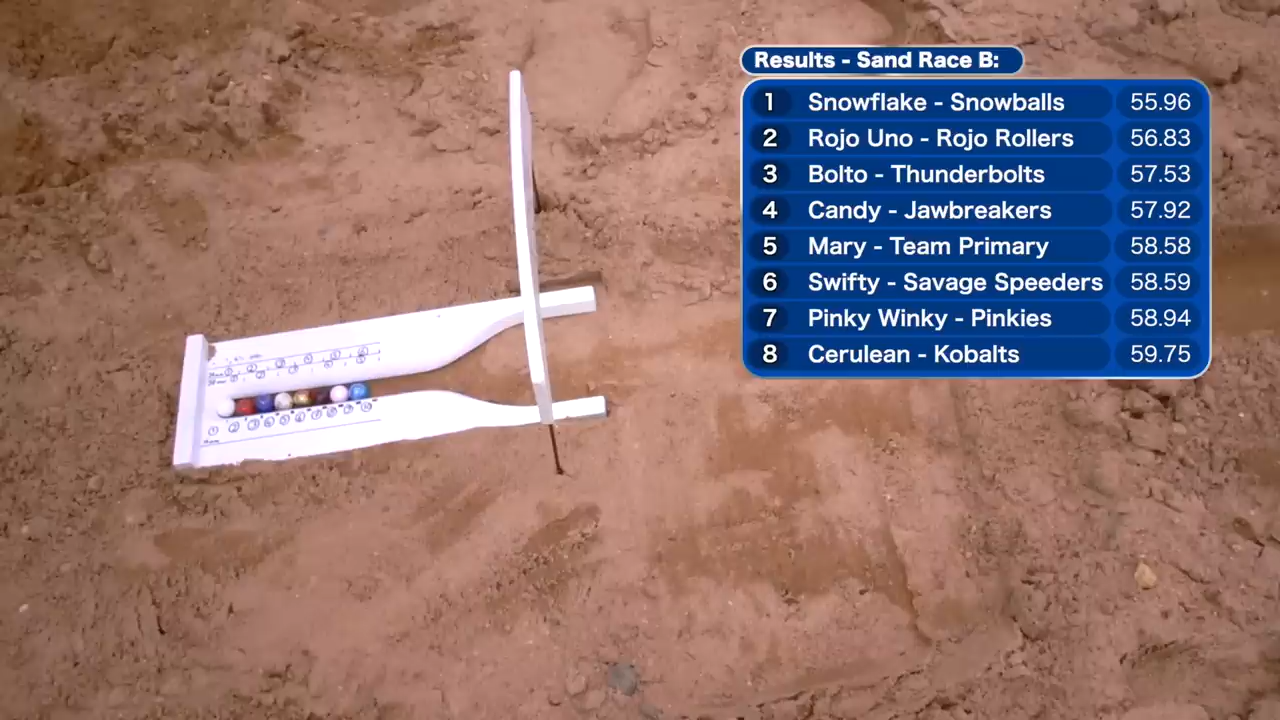 Results - Sand Race B:
1 Snowflake - Snowballs 55.96
2 Rojo Uno - Rojo Rollers 56.83
3 Bolto - Thunderbolts 57.53
4 Candy - Jawbreakers 57.92
5 Mary - Team Primary 58.58
6 Swifty - Savage Speeders 58.59
7 Pinky Winky - Pinkies 58.94
8 Cerulean - Kobalts 59.75